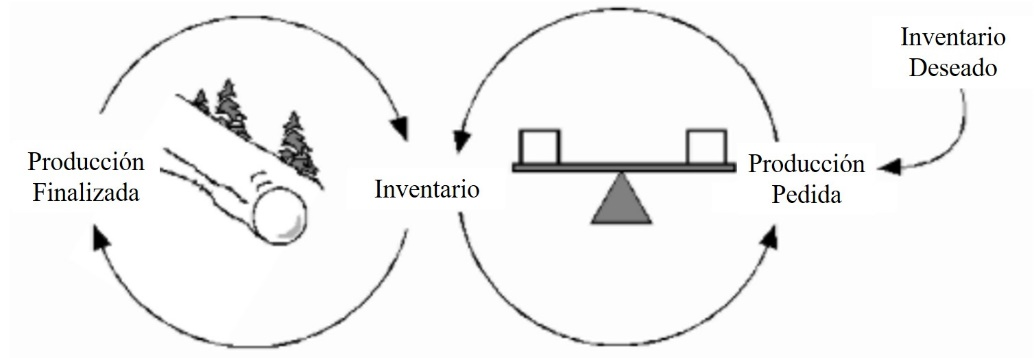 Inventario
Deseado
Producción
Finalizada
Inventario
Producción
Pedida